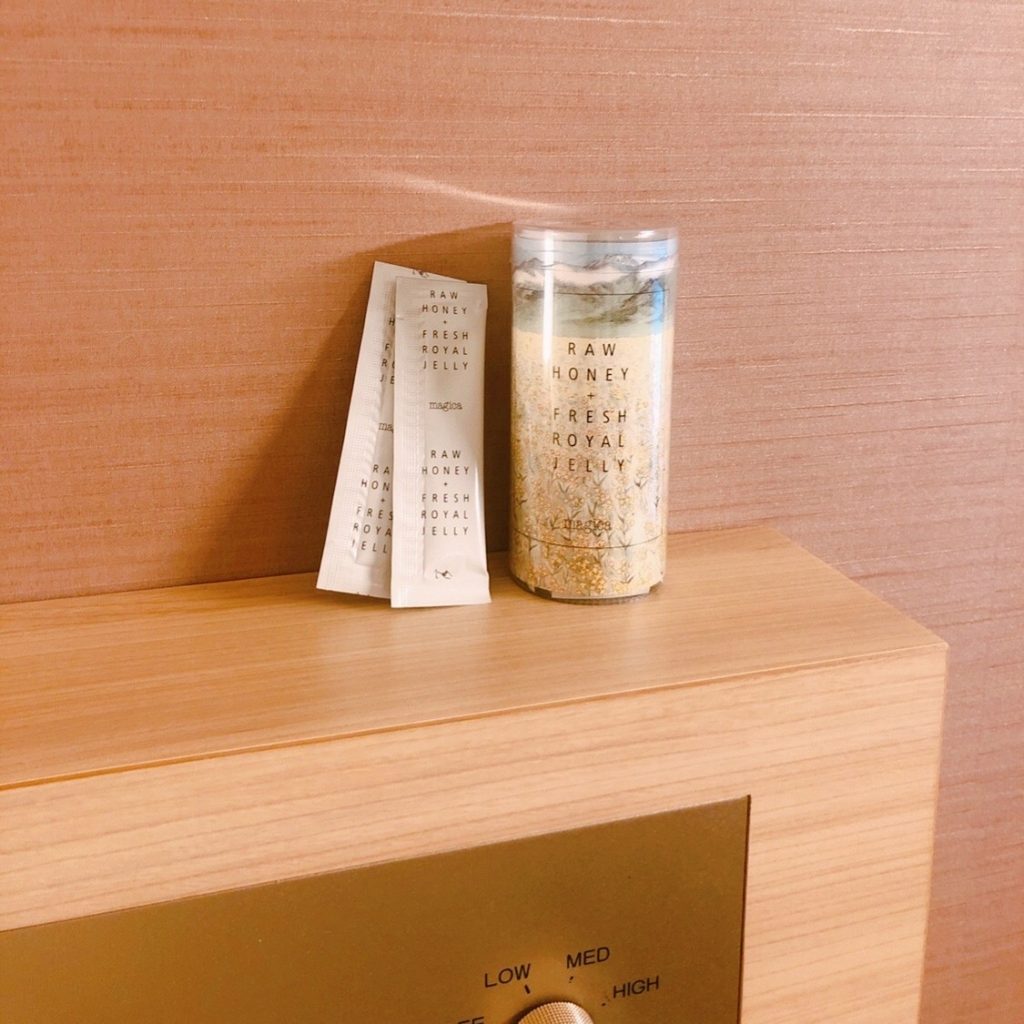 RAW
HONEY
+
FRESH
ROYAL
JELLY
magica
RAW
HONEY
+
FRESH
ROYAL
JELLY
RAW
HONEY
+
FRESH
ROYAL
JELLY
magica
LOW
MED
HIGH